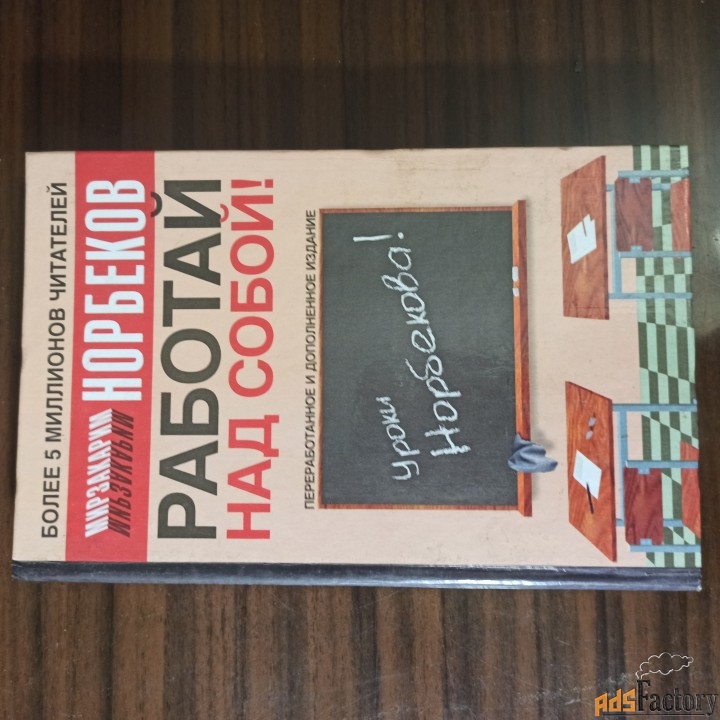 БОЛЕЕ 5 МИЛЛИОНОВ ЧИТАТЕЛЕЙ
МИРЗАКАРИМ
НОРБЕКОВ
РАБОТАЙ
НАД СОБОЙ!
ПЕРЕРАБОТАННОЕ И ДОПОЛНЕННОЕ ИЗДАНИЕ
уроки
Норбекова!
AdsFactory